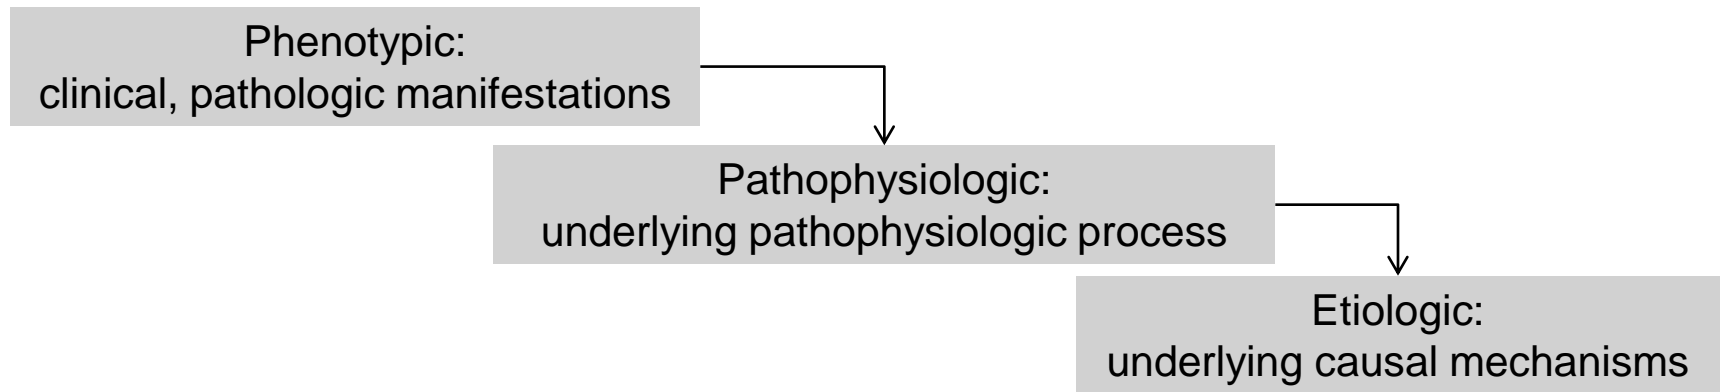 Phenotypic:
clinical, pathologic manifestations
Pathophysiologic:
underlying pathophysiologic process
Etiologic:
underlying causal mechanisms